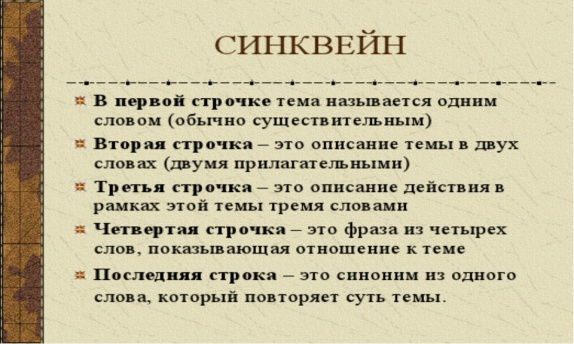 СИНКВЕЙН
В первой строчке тема называется одним
словом (обычно существительным)
Вторая строчка – это описание темы в двух
словах (двумя прилагательными)
Третья строчка – это описание действия в
рамках этой темы тремя словами
Четвертая строчка – это фраза из четырех
слов, показывающая отношение к теме
Последняя строка – это синоним из одного
слова, который повторяет суть темы.